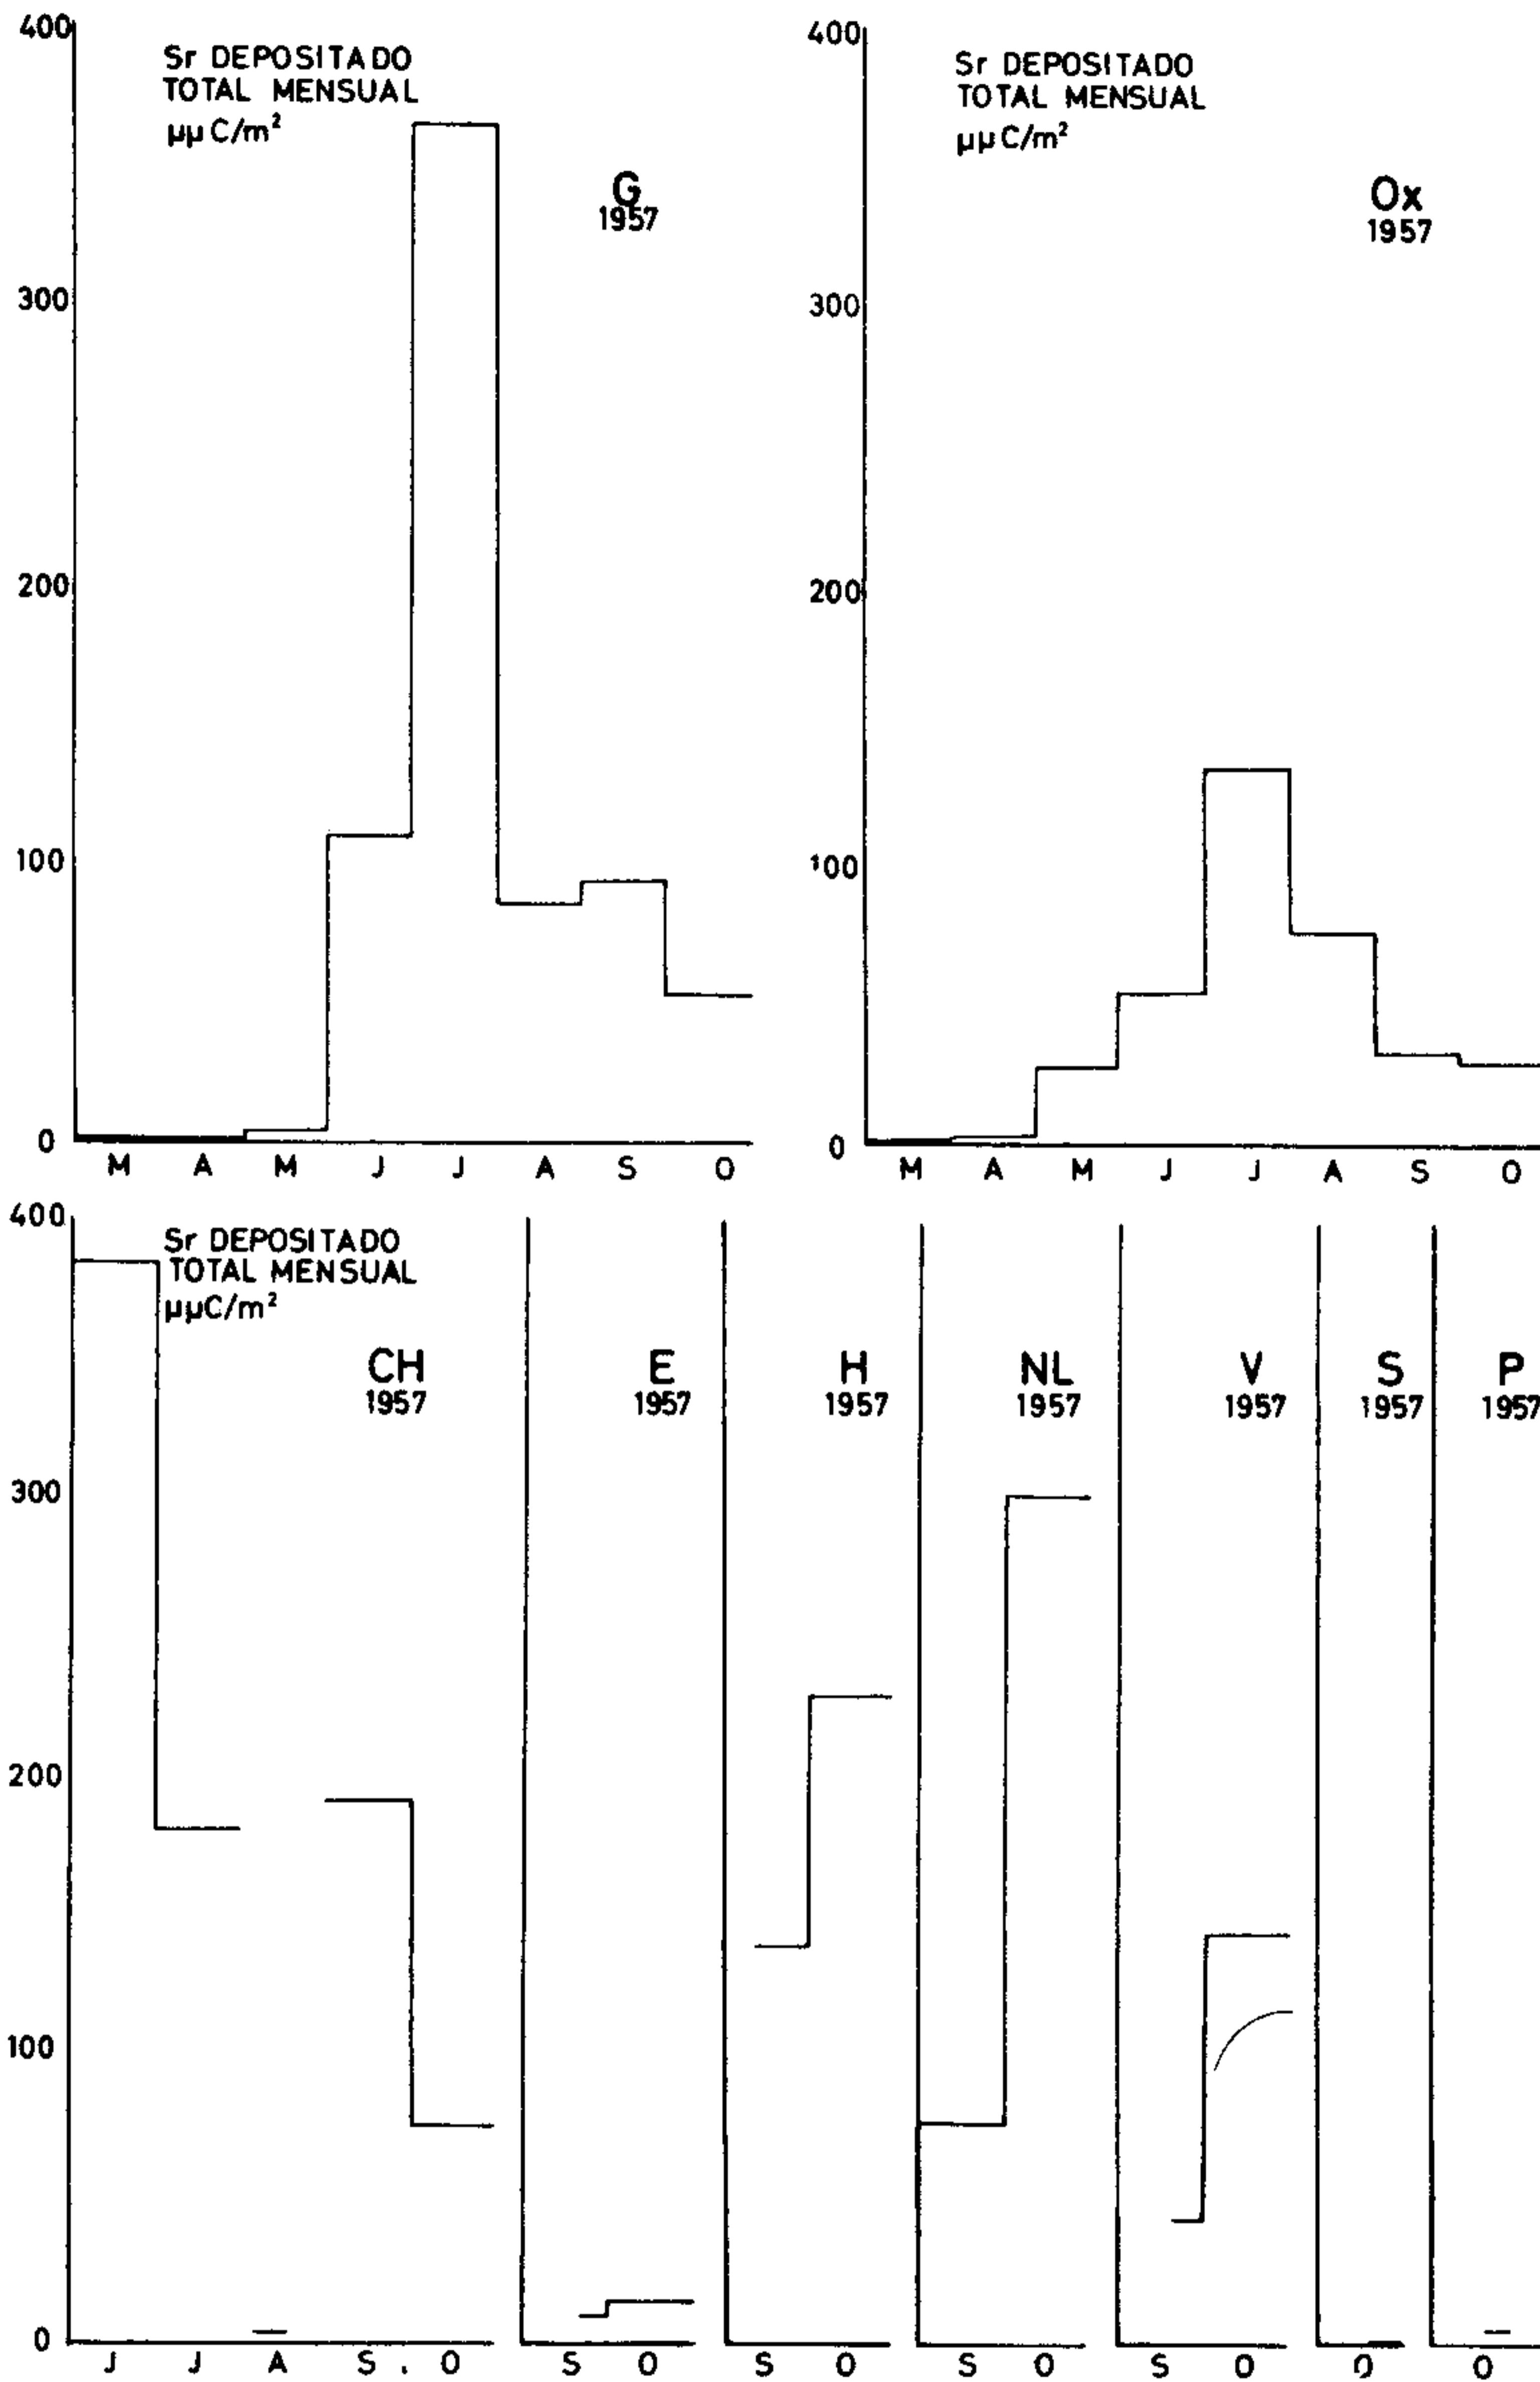 400
Sr DEPOSITADO
TOTAL MENSUAL
µµC/m²
G
1957
300
200
100
0
M A M J J A S O
400
Sr DEPOSITADO
TOTAL MENSUAL
µµC/m²
Ox
1957
300
200
100
0
M A M J J A S O
400
Sr DEPOSITADO
TOTAL MENSUAL
µµC/m²
CH
1957
300
200
100
0
J J A S. O
E
1957
S O
H
1957
S O
NL
1957
S O
V
1957
S O
S
1957
P
1957
O